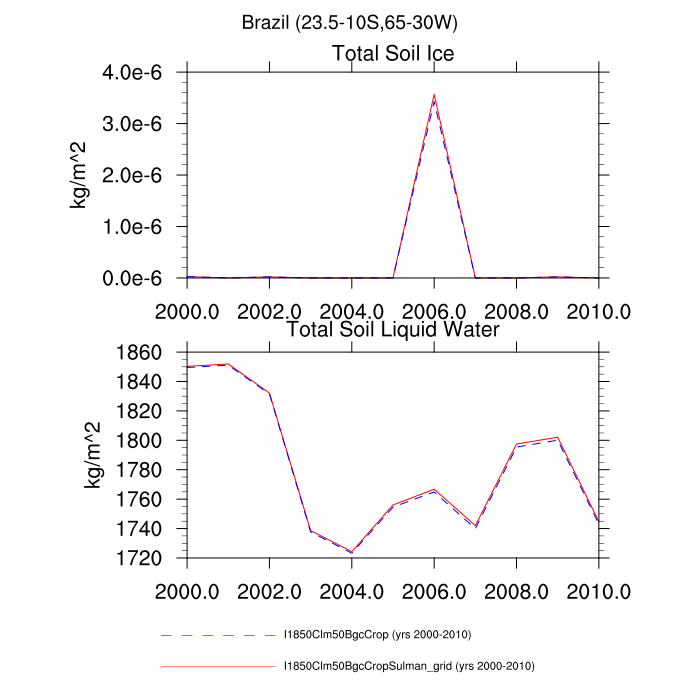 Brazil (23.5-10S,65-30W)
Total Soil Ice
4.0e-6
3.0e-6
2.0e-6
1.0e-6
0.0e-6
kg/m^2
2000.0 2002.0 2004.0 2006.0 2008.0 2010.0
Total Soil Liquid Water
1860
1840
1820
1800
1780
1760
1740
1720
kg/m^2
2000.0 2002.0 2004.0 2006.0 2008.0 2010.0
I1850Clm50BgcCrop (yrs 2000-2010)
I1850Clm50BgcCropSulman_grid (yrs 2000-2010)